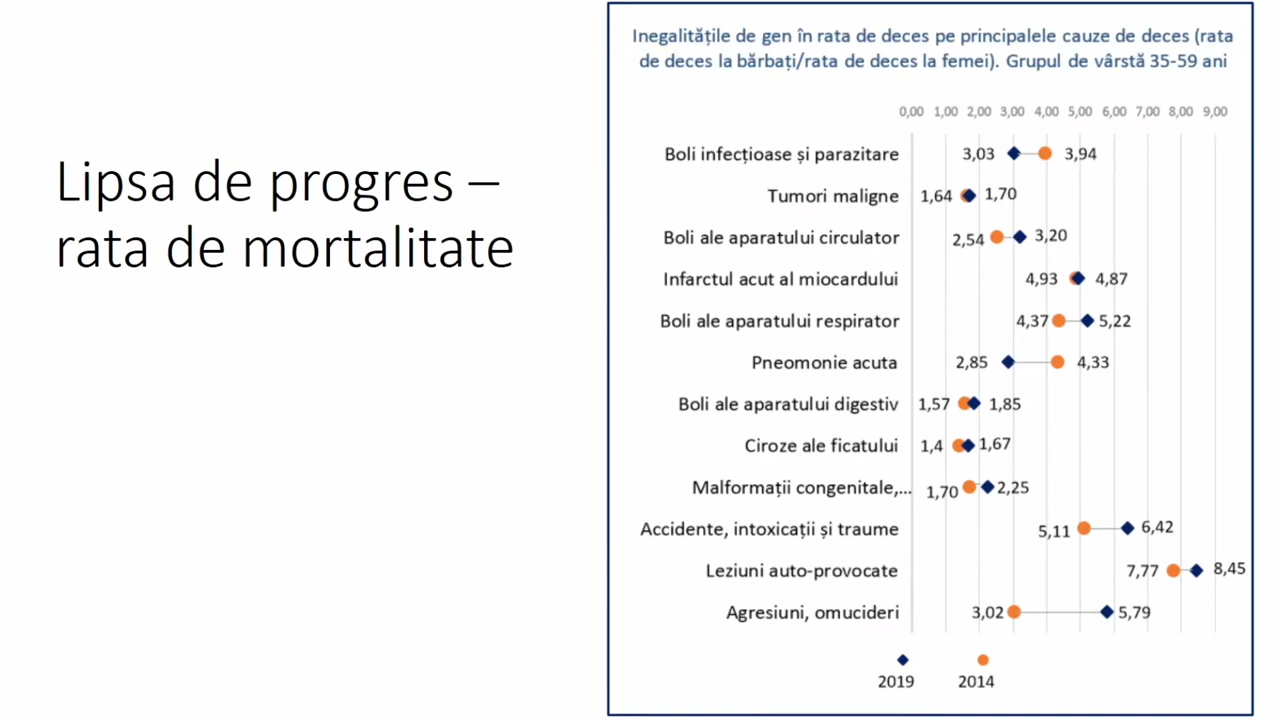 Lipsa de progres –
rata de mortalitate
Inegalitățile de gen în rata de deces pe principalele cauze de deces (rata
de deces la bărbați/rata de deces la femei). Grupul de vârstă 35-59 ani
0,00 1,00 2,00 3,00 4,00 5,00 6,00 7,00 8,00 9,00
Boli infecțioase și parazitare 3,03 3,94
Tumori maligne 1,64 1,70
Boli ale aparatului circulator 2,54 3,20
Infarctul acut al miocardului 4,93 4,87
Boli ale aparatului respirator 4,37 5,22
Pneomonie acuta 2,85 4,33
Boli ale aparatului digestiv 1,57 1,85
Ciroze ale ficatului 1,4 1,67
Malformații congenitale,... 1,70 2,25
Accidente, intoxicații și traume 5,11 6,42
Leziuni auto-provocate 7,77 8,45
Agresiuni, omucideri 3,02 5,79
2019 2014